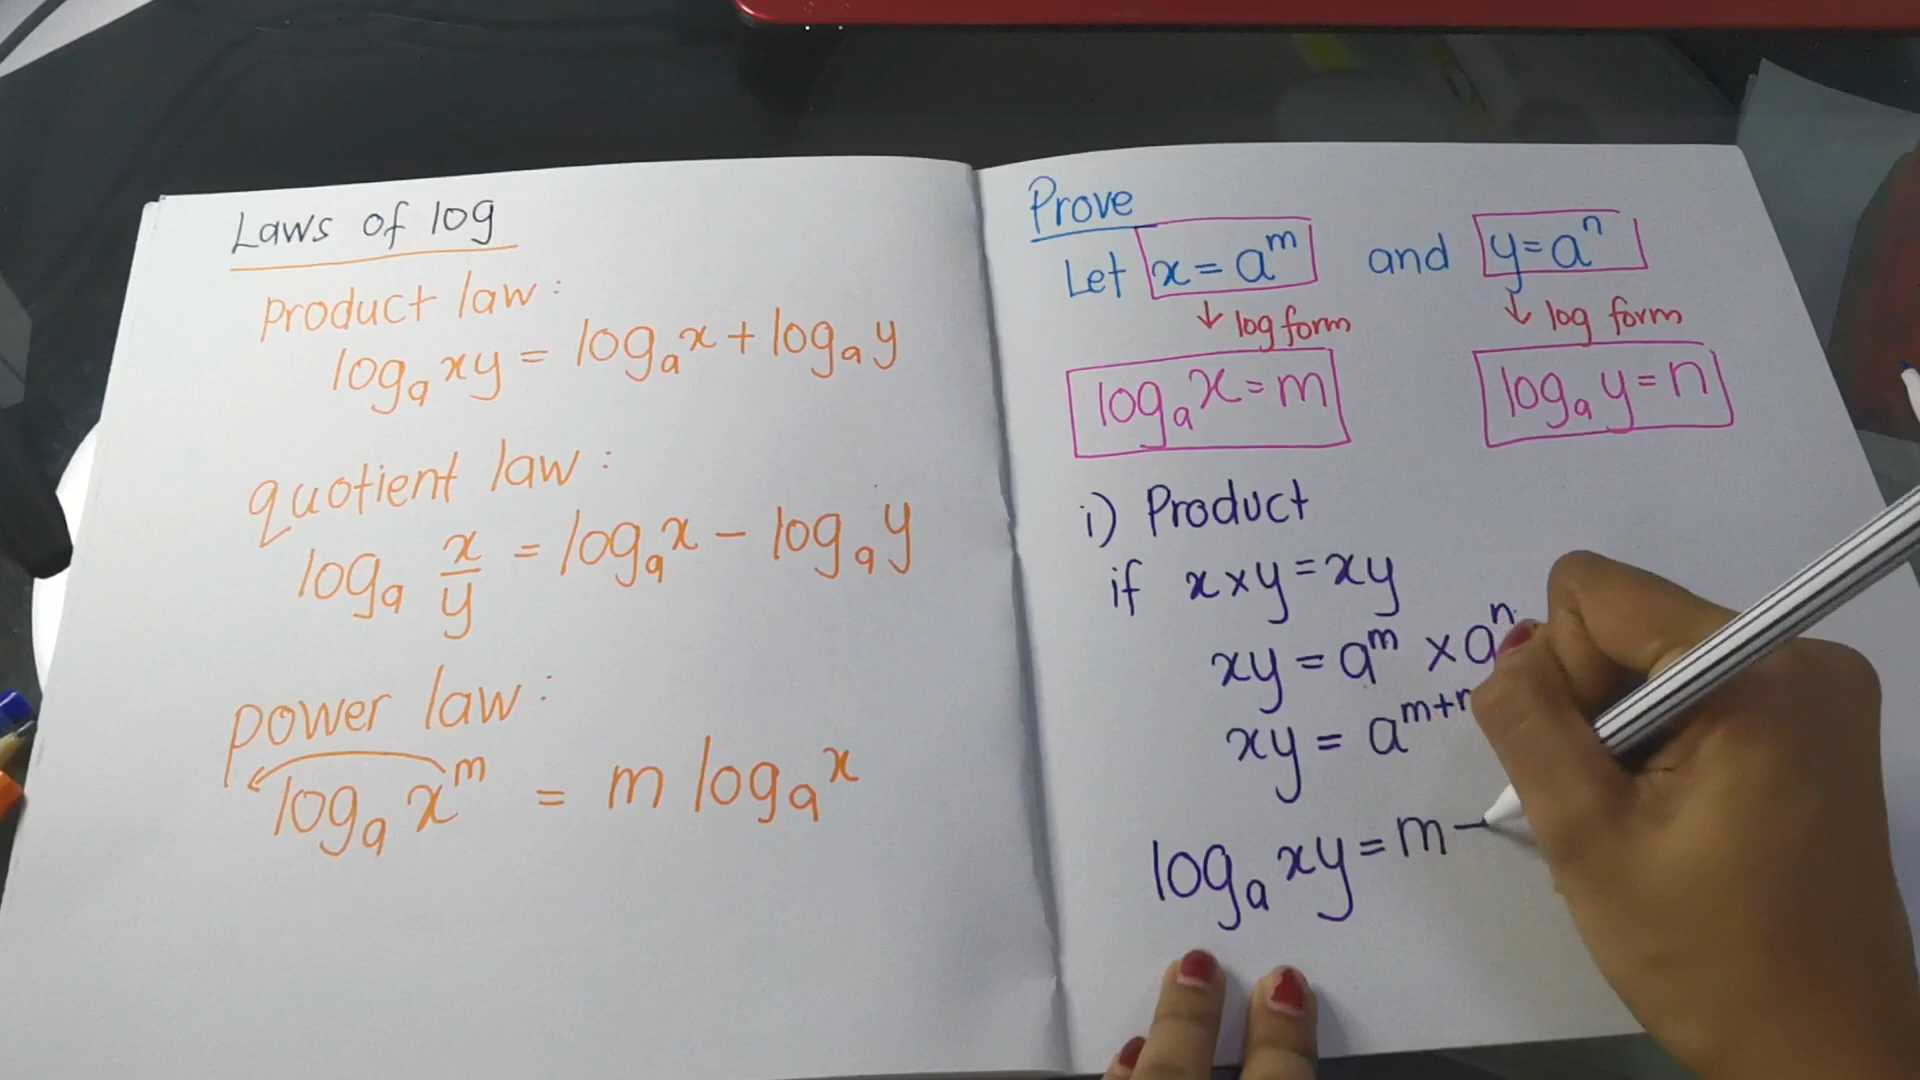 Laws of log
product law:
logₐ xy = logₐ x + logₐ y
quotient law:
logₐ x/y = logₐ x − logₐ y
power law:
logₐ xᵐ = m logₐ x
Prove
Let x = aᵐ and y = aⁿ
↓ log form ↓ log form
logₐ x = m logₐ y = n
i) Product
if x × y = xy
xy = aᵐ × aⁿ
xy = aᵐ⁺ⁿ
logₐ xy = m −